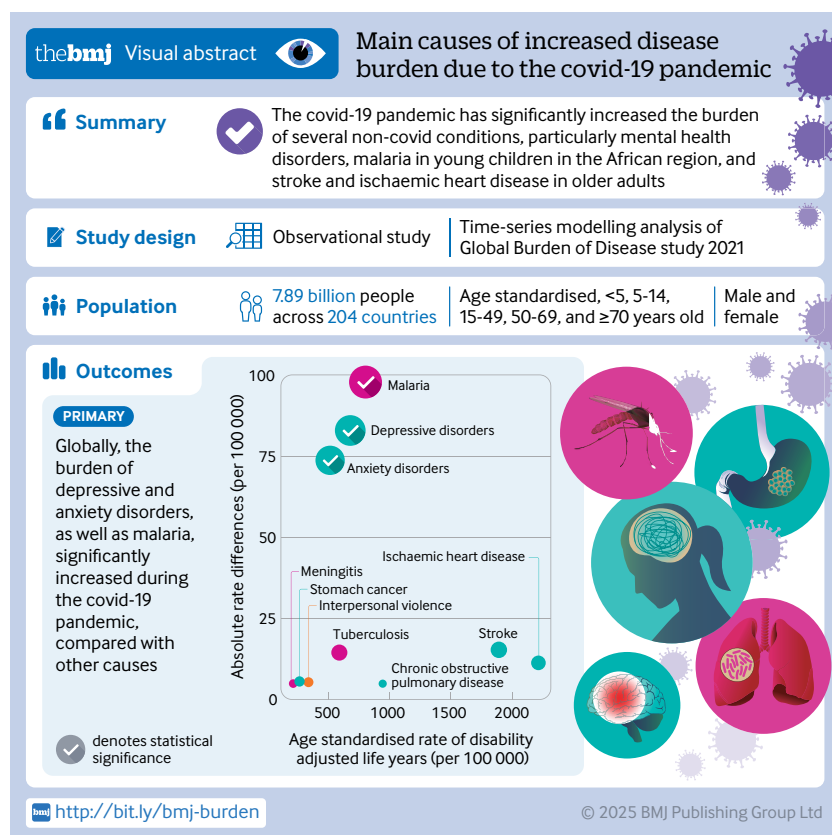 thebmj Visual abstract
Main causes of increased disease
burden due to the covid-19 pandemic
Summary
The covid-19 pandemic has significantly increased the burden
of several non-covid conditions, particularly mental health
disorders, malaria in young children in the African region, and
stroke and ischaemic heart disease in older adults
Study design
Observational study
Time-series modelling analysis of
Global Burden of Disease study 2021
Population
7.89 billion people
across 204 countries
Age standardised, <5, 5-14,
15-49, 50-69, and ≥70 years old
Male and
female
Outcomes
PRIMARY
Globally, the
burden of
depressive and
anxiety disorders,
as well as malaria,
significantly
increased during
the covid-19
pandemic,
compared with
other causes
denotes statistical
significance
Absolute rate differences (per 100 000)
100
75
50
25
0
Malaria
Depressive disorders
Anxiety disorders
Ischaemic heart disease
Meningitis
Stomach cancer
Interpersonal violence
Tuberculosis
Stroke
Chronic obstructive
pulmonary disease
500
1000
1500
2000
Age standardised rate of disability
adjusted life years (per 100 000)
bmj http://bit.ly/bmj-burden
© 2025 BMJ Publishing Group Ltd